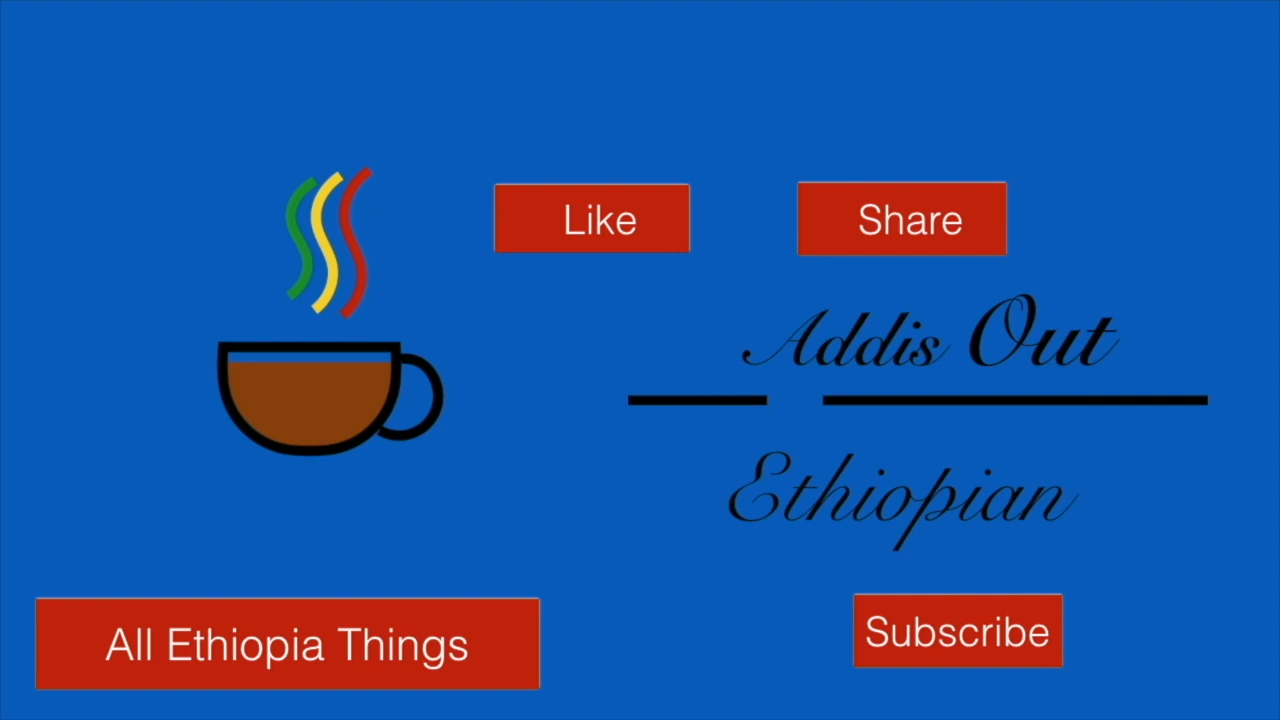 Like
Share
Addis Out
Ethiopian
All Ethiopia Things
Subscribe